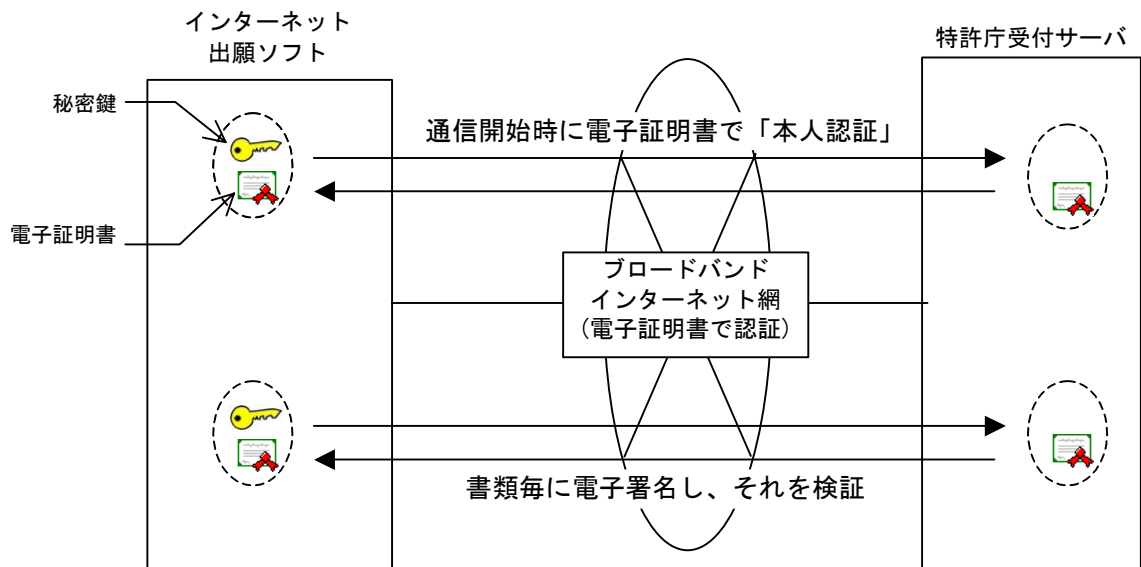 インターネット
出願ソフト
特許庁受付サーバ
秘密鍵
通信開始時に電子証明書で「本人認証」
電子証明書
ブロードバンド
インターネット網
(電子証明書で認証)
書類毎に電子署名し、それを検証